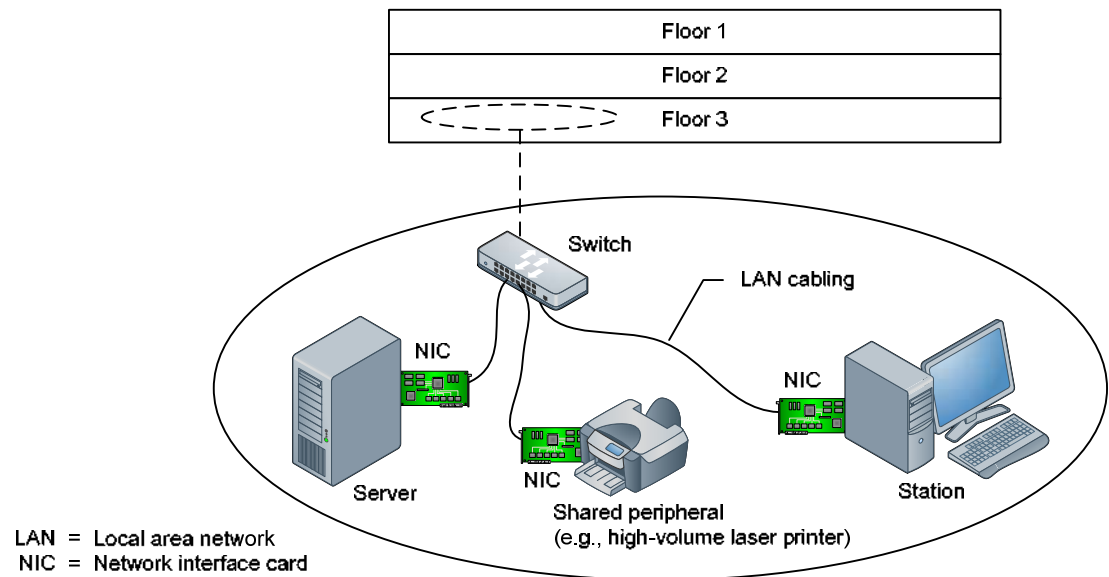 Floor 1
Floor 2
Floor 3
Switch
LAN cabling
NIC
NIC
NIC
Server
Station
Shared peripheral
(e.g., high-volume laser printer)
LAN = Local area network
NIC = Network interface card